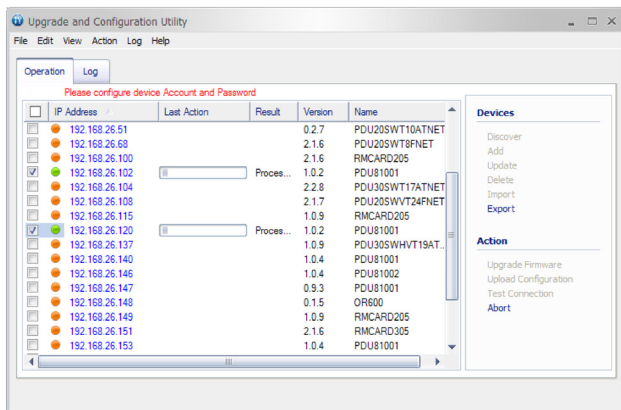 Upgrade and Configuration Utility
File Edit View Action Log Help
Operation Log
Please configure device Account and Password
IP Address Last Action Result Version Name
192.168.26.51 0.2.7 PDU20SWT10ATNET
192.168.26.68 2.1.6 PDU20SWT8FNET
192.168.26.100 2.1.6 RMCARD205
192.168.26.102 Proces... 1.0.2 PDU81001
192.168.26.104 2.2.8 PDU30SWT17ATNET
192.168.26.108 2.1.7 PDU20SWVT24FNET
192.168.26.115 1.0.9 RMCARD205
192.168.26.120 Proces... 1.0.2 PDU81001
192.168.26.137 1.0.9 PDU30SWHVT19AT...
192.168.26.140 1.0.4 PDU81001
192.168.26.146 1.0.4 PDU81002
192.168.26.147 0.9.3 PDU81001
192.168.26.148 0.1.5 OR600
192.168.26.149 1.0.9 RMCARD205
192.168.26.151 2.1.6 RMCARD305
192.168.26.153 1.0.4 PDU81001
Devices
Discover
Add
Update
Delete
Import
Export
Action
Upgrade Firmware
Upload Configuration
Test Connection
Abort